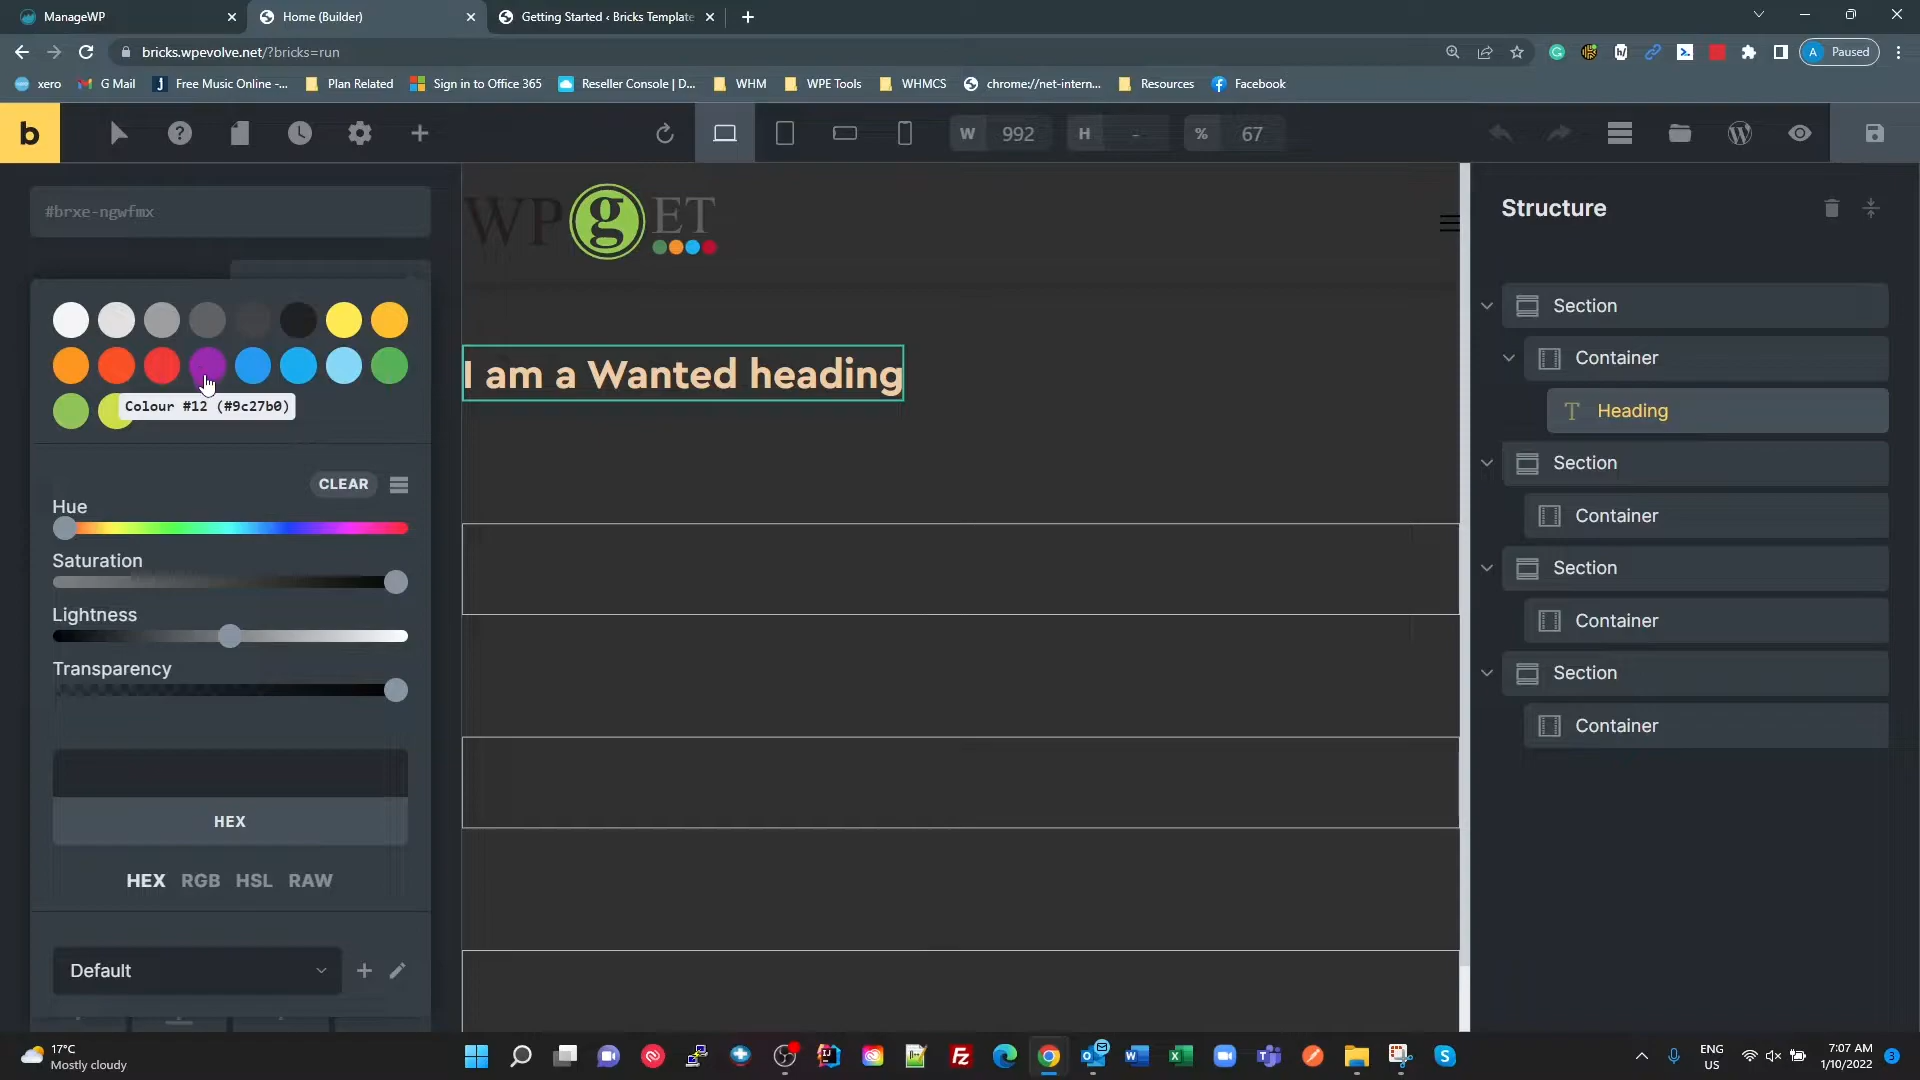 ManageWP
Home (Builder)
Getting Started ‹ Bricks Template
bricks.wpevolve.net/?bricks=run
A Paused
xero
G Mail
Free Music Online -...
Plan Related
Sign in to Office 365
Reseller Console | D...
WHM
WPE Tools
WHMCS
chrome://net-intern...
Resources
Facebook
b
W 992
H -
% 67
#brxe-ngwfmx
WP g ET
Structure
Section
Container
Heading
Section
Container
Section
Container
Section
Container
I am a Wanted heading
Colour #12 (#9c27b0)
CLEAR
Hue
Saturation
Lightness
Transparency
HEX
HEX RGB HSL RAW
Default
17°C
Mostly cloudy
ENG
US
7:07 AM
1/10/2022
3